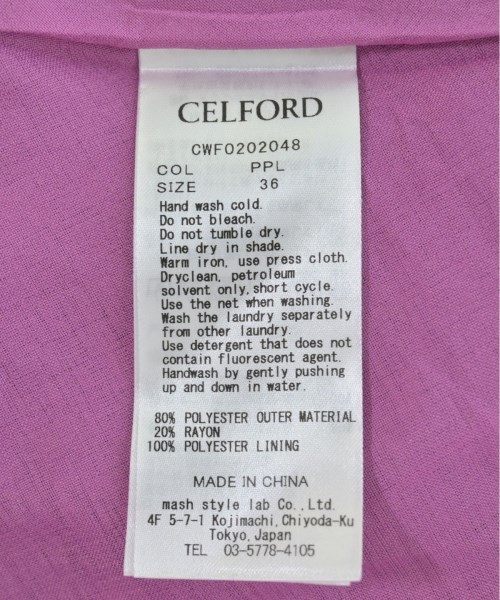 CELFORD
CWF0202048
COL PPL
SIZE 36
Hand wash cold.
Do not bleach.
Do not tumble dry.
Line dry in shade.
Warm iron, use press cloth.
Dryclean, petroleum
solvent only, short cycle.
Use the net when washing.
Wash the laundry separately
from other laundry.
Use detergent that does not
contain fluorescent agent.
Handwash by gently pushing
up and down in water.
80% POLYESTER OUTER MATERIAL
20% RAYON
100% POLYESTER LINING
MADE IN CHINA
mash style lab Co., Ltd.
4F 5-7-1 Kojimachi, Chiyoda-Ku
Tokyo, Japan
TEL 03-5778-4105